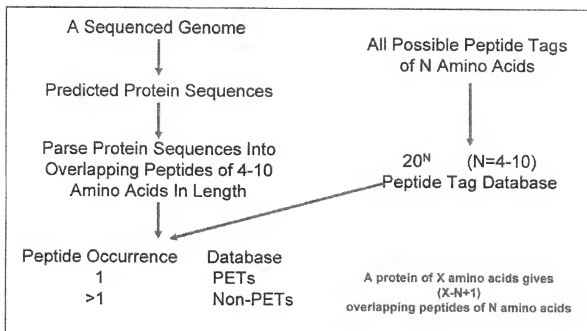 A Sequenced Genome
Predicted Protein Sequences
Parse Protein Sequences Into
Overlapping Peptides of 4-10
Amino Acids In Length
All Possible Peptide Tags
of N Amino Acids
20^N (N=4-10)
Peptide Tag Database
Peptide Occurrence Database
1 PETs
>1 Non-PETs
A protein of X amino acids gives
(X-N+1)
overlapping peptides of N amino acids